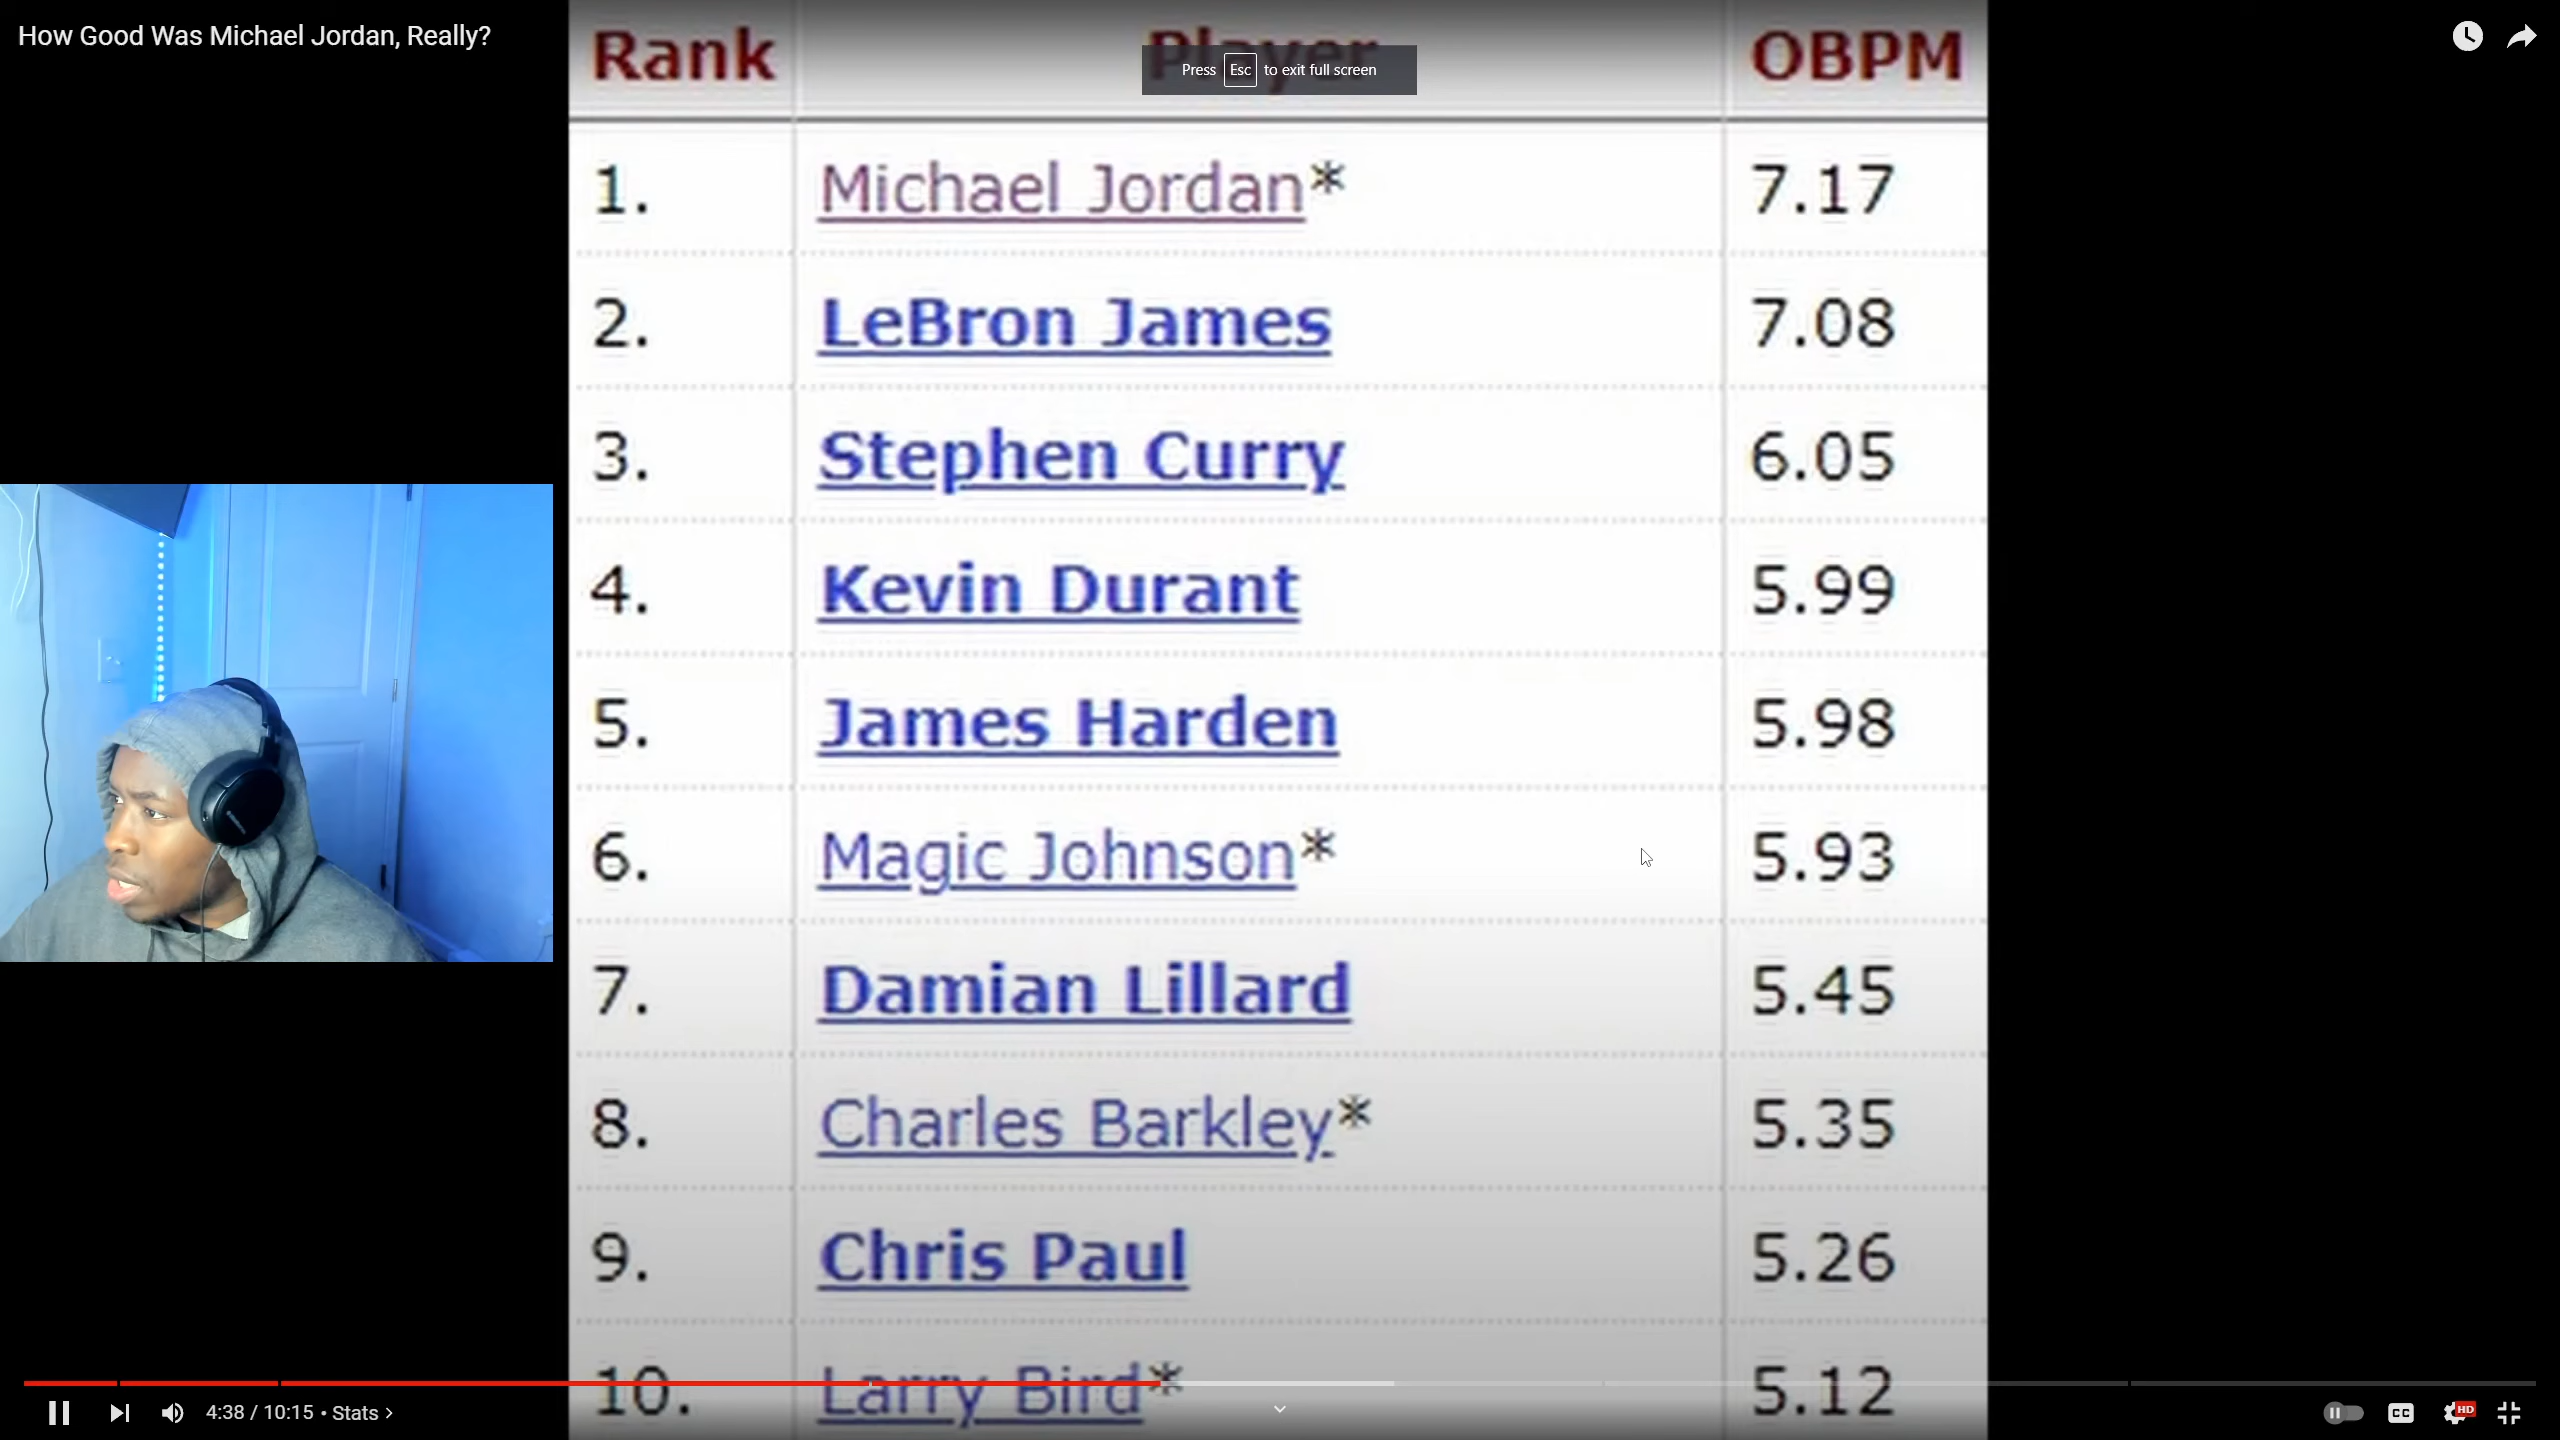 How Good Was Michael Jordan, Really?
Rank Player OBPM
Press Esc to exit full screen
1. Michael Jordan* 7.17
2. LeBron James 7.08
3. Stephen Curry 6.05
4. Kevin Durant 5.99
5. James Harden 5.98
6. Magic Johnson* 5.93
7. Damian Lillard 5.45
8. Charles Barkley* 5.35
9. Chris Paul 5.26
10. Larry Bird* 5.12
4:38 / 10:15 • Stats >
CC
HD